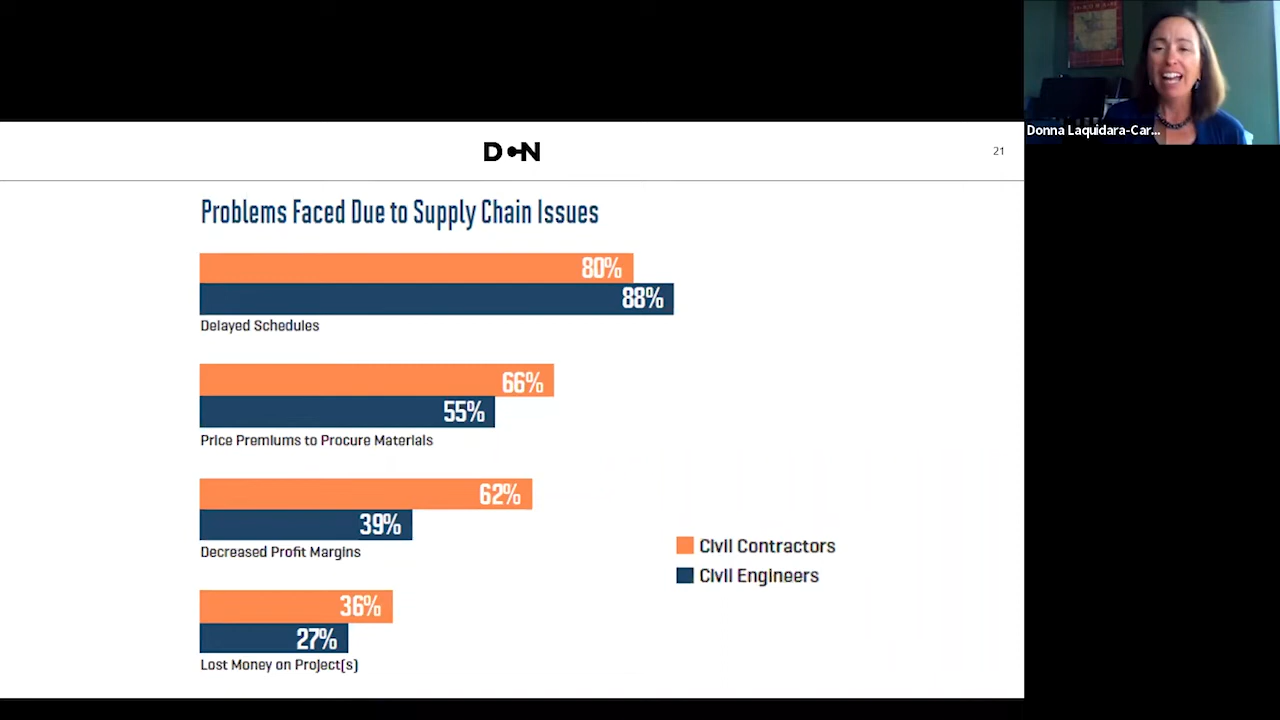 Donna Laquidara-Car...
D•N
21
Problems Faced Due to Supply Chain Issues
80%
88%
Delayed Schedules
66%
55%
Price Premiums to Procure Materials
62%
39%
Decreased Profit Margins
Civil Contractors
Civil Engineers
36%
27%
Lost Money on Project(s)